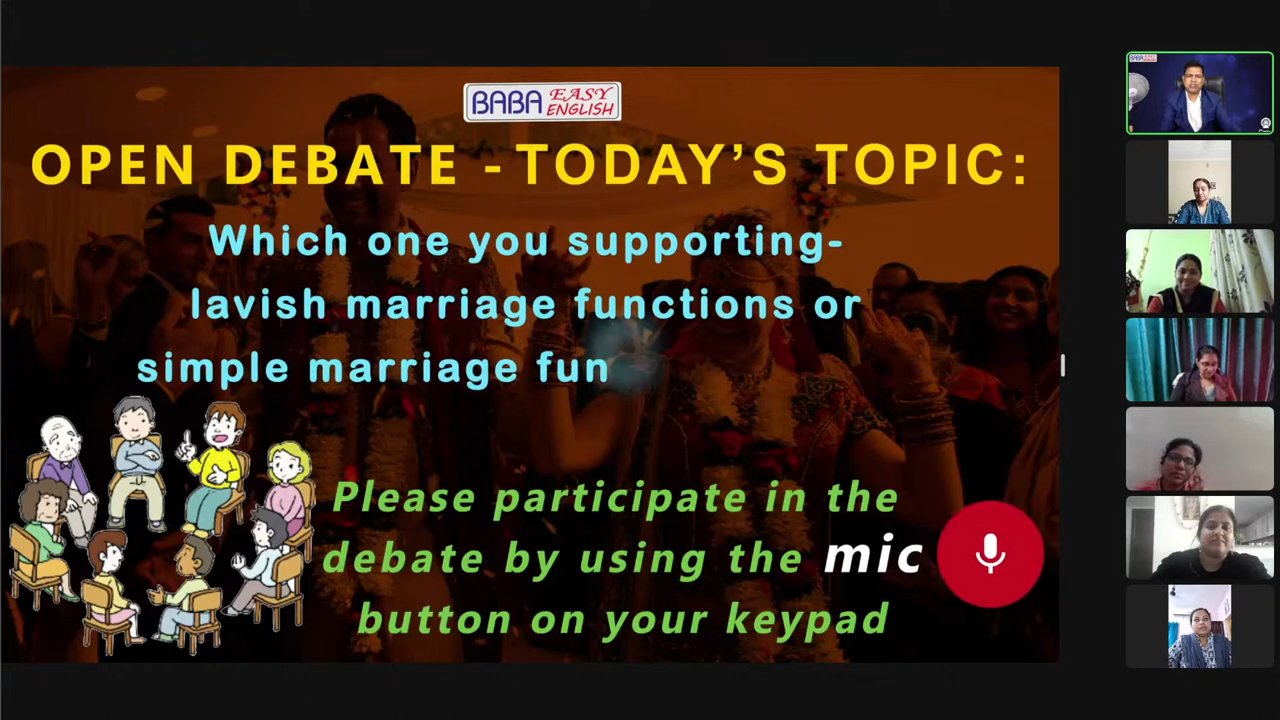 BABA EASY ENGLISH
OPEN DEBATE - TODAY'S TOPIC:
Which one you supporting-
lavish marriage functions or
simple marriage fun
Please participate in the
debate by using the mic
button on your keypad